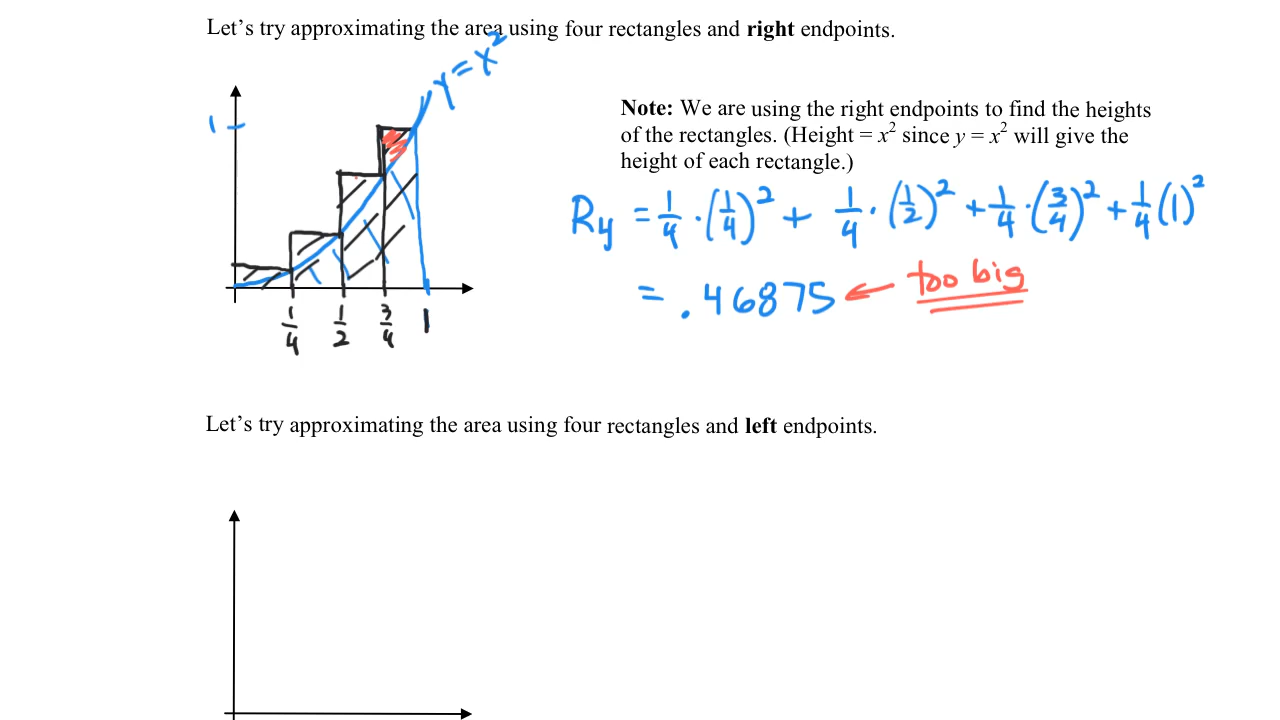 Let's try approximating the area using four rectangles and right endpoints.
y=x²
1
Note: We are using the right endpoints to find the heights
of the rectangles. (Height = x² since y = x² will give the
height of each rectangle.)
R₄ = 1/4 · (1/4)² + 1/4 · (1/2)² + 1/4 · (3/4)² + 1/4 (1)²
= .46875 ← too big
1/4 1/2 3/4 1
Let's try approximating the area using four rectangles and left endpoints.